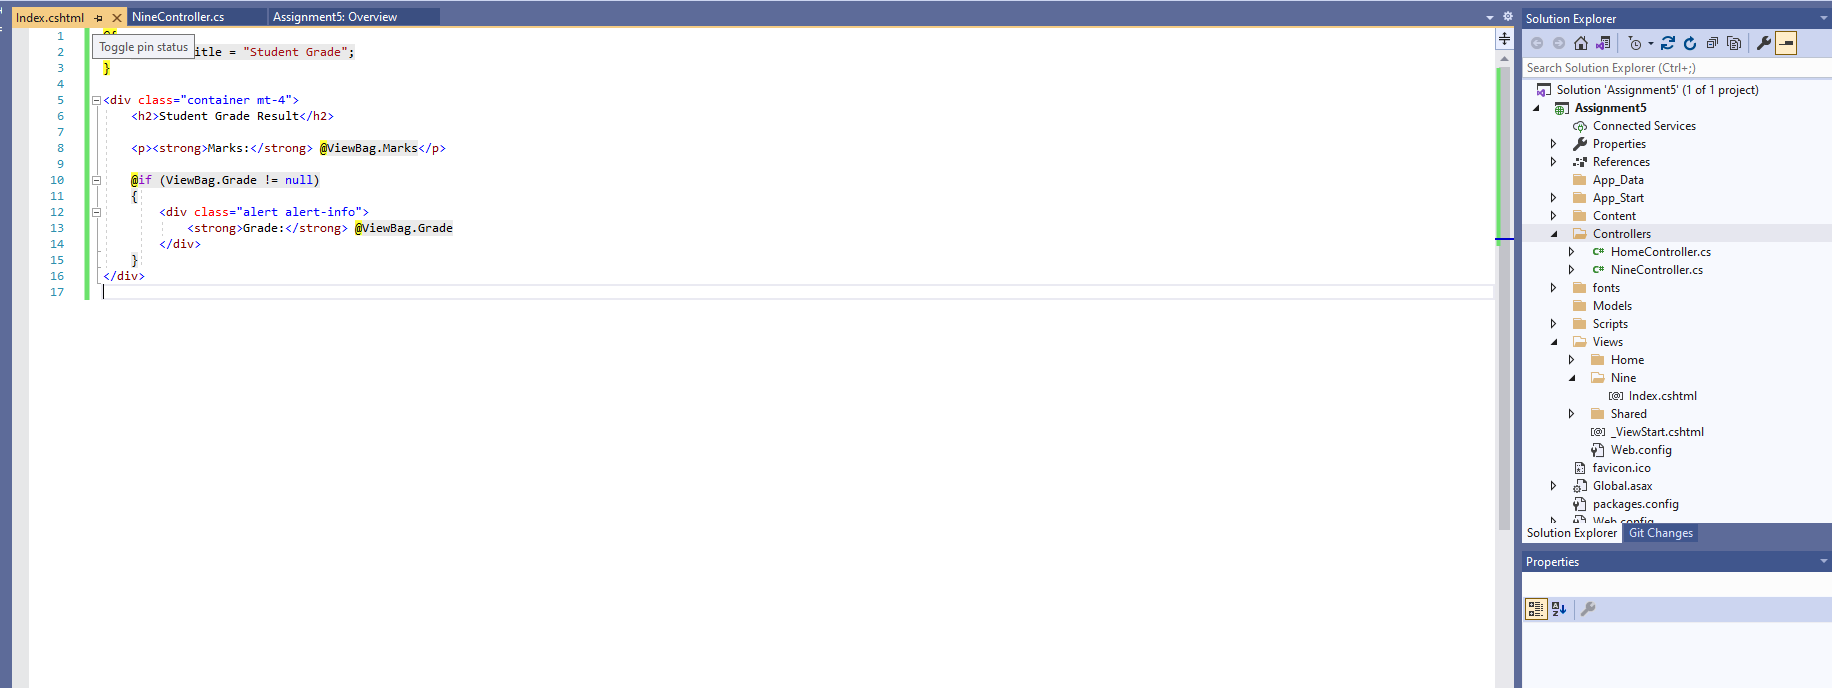 Index.cshtml
NineController.cs
Assignment5: Overview
Toggle pin status
1
2 itle = "Student Grade";
3 }
4
5 <div class="container mt-4">
6 <h2>Student Grade Result</h2>
7
8 <p><strong>Marks:</strong> @ViewBag.Marks</p>
9
10 @if (ViewBag.Grade != null)
11 {
12 <div class="alert alert-info">
13 <strong>Grade:</strong> @ViewBag.Grade
14 </div>
15 }
16 </div>
17
Solution Explorer
Search Solution Explorer (Ctrl+;)
Solution 'Assignment5' (1 of 1 project)
Assignment5
Connected Services
Properties
References
App_Data
App_Start
Content
Controllers
C# HomeController.cs
C# NineController.cs
fonts
Models
Scripts
Views
Home
Nine
[@] Index.cshtml
Shared
[@] _ViewStart.cshtml
Web.config
favicon.ico
Global.asax
packages.config
Web.config
Solution Explorer
Git Changes
Properties